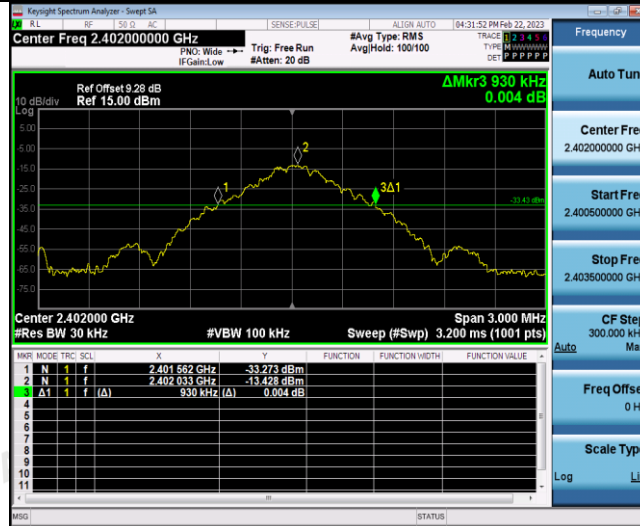 Keysight Spectrum Analyzer - Swept SA
RL RF 50 Ω AC SENSE:PULSE ALIGN AUTO 04:31:52 PM Feb 22, 2023
Center Freq 2.402000000 GHz
PNO: Wide
IFGain:Low
Trig: Free Run
#Atten: 20 dB
#Avg Type: RMS
Avg|Hold: 100/100
TRACE 1 2 3 4 5 6
TYPE M W W W W W
DET P P P P P P
Ref Offset 9.28 dB
Ref 15.00 dBm
ΔMkr3 930 kHz
0.004 dB
10 dB/div
Log
5.00
-5.00
-15.0
-25.0
-35.0
-45.0
-55.0
-65.0
-75.0
1
2
3Δ1
-33.43 dBm
Center 2.402000 GHz
#Res BW 30 kHz
#VBW 100 kHz
Span 3.000 MHz
Sweep (#Swp) 3.200 ms (1001 pts)
MKR MODE TRC SCL X Y FUNCTION FUNCTION WIDTH FUNCTION VALUE
1 N 1 f 2.401 562 GHz -33.273 dBm
2 N 1 f 2.402 033 GHz -13.428 dBm
3 Δ1 1 f (Δ) 930 kHz (Δ) 0.004 dB
4
5
6
7
8
9
10
11
MSG STATUS
Frequency
Auto Tun
Center Fre
2.402000000 GH
Start Fre
2.400500000 GH
Stop Fre
2.403500000 GH
CF Step
300.000 kH
Auto Ma
Freq Offse
0 H
Scale Type
Log Li